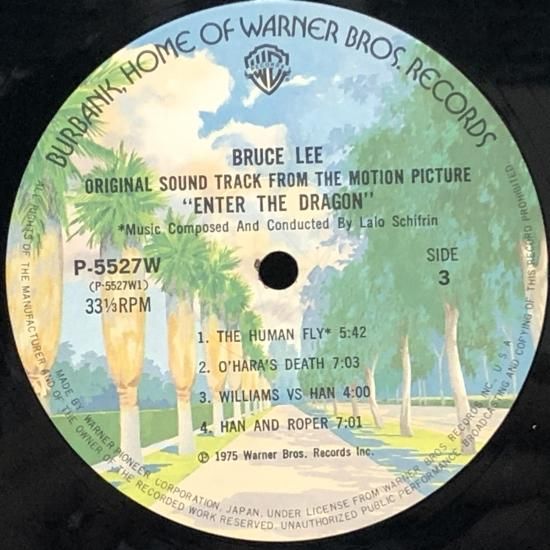 BURBANK, HOME OF WARNER BROS. RECORDS
BRUCE LEE
ORIGINAL SOUND TRACK FROM THE MOTION PICTURE
"ENTER THE DRAGON"
*Music Composed And Conducted By Lalo Schifrin
P-5527W
(P-5527W1)
33⅓RPM
SIDE
3
1. THE HUMAN FLY* 5:42
2. O'HARA'S DEATH 7:03
3. WILLIAMS VS HAN 4:00
4. HAN AND ROPER 7:01
℗ 1975 Warner Bros. Records Inc.
MADE BY WARNER-PIONEER CORPORATION, JAPAN, UNDER LICENSE FROM WARNER BROS RECORDS INC, U.S.A.
ALL RIGHTS OF THE MANUFACTURER AND OF THE OWNER OF THE RECORDED WORK RESERVED. UNAUTHORIZED PUBLIC PERFORMANCE, BROADCASTING AND COPYING OF THIS RECORD PROHIBITED